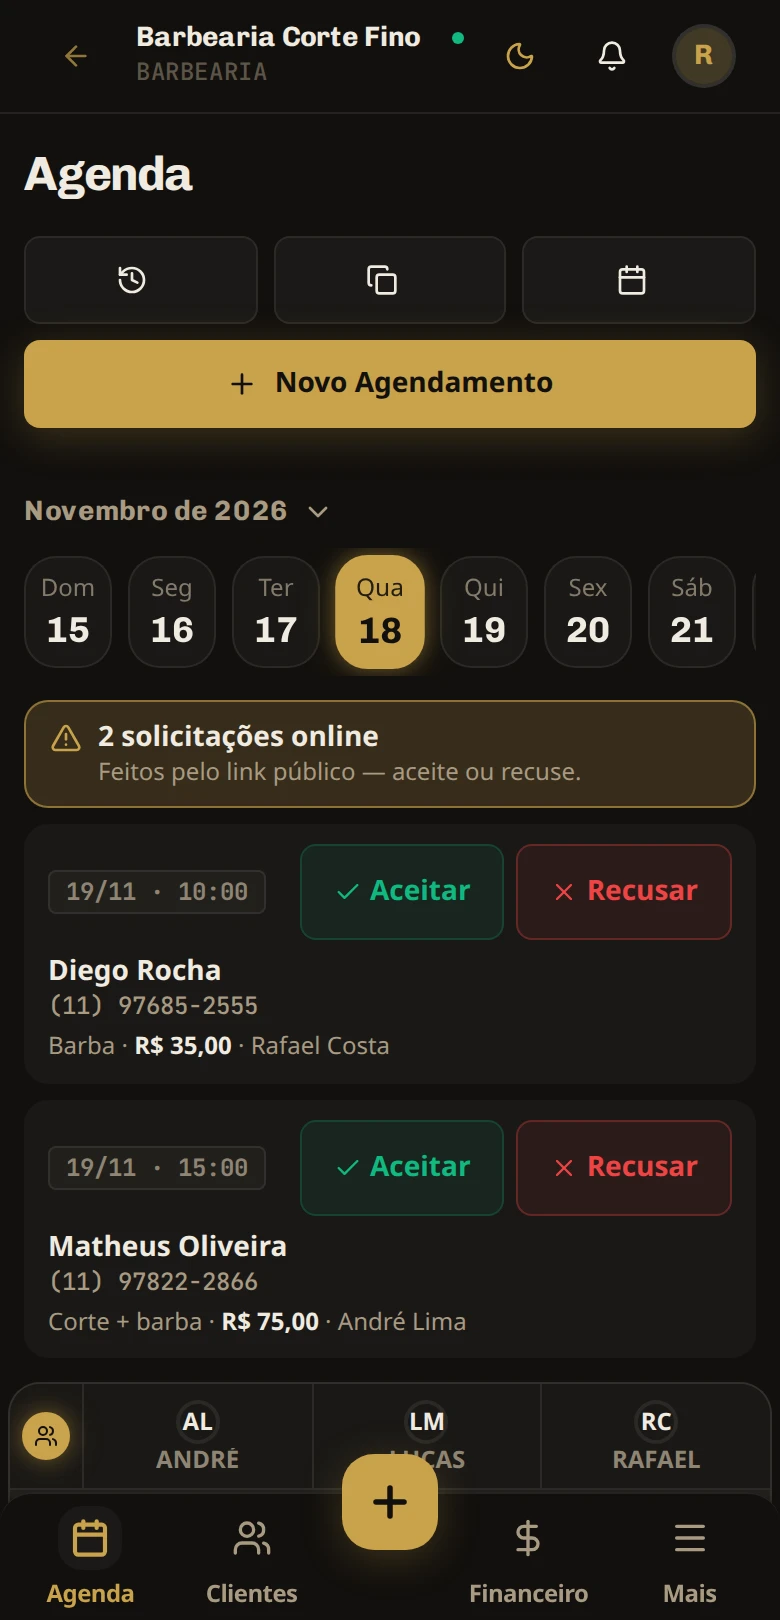 Barbearia Corte Fino
BARBEARIA
R
Agenda
Novo Agendamento
Novembro de 2026
Dom Seg Ter Qua Qui Sex Sáb
15 16 17 18 19 20 21
2 solicitações online
Feitos pelo link público — aceite ou recuse.
19/11 · 10:00 Aceitar Recusar
Diego Rocha
(11) 97685-2555
Barba · R$ 35,00 · Rafael Costa
19/11 · 15:00 Aceitar Recusar
Matheus Oliveira
(11) 97822-2866
Corte + barba · R$ 75,00 · André Lima
AL LM RC
ANDRÉ LUCAS RAFAEL
Agenda Clientes Financeiro Mais